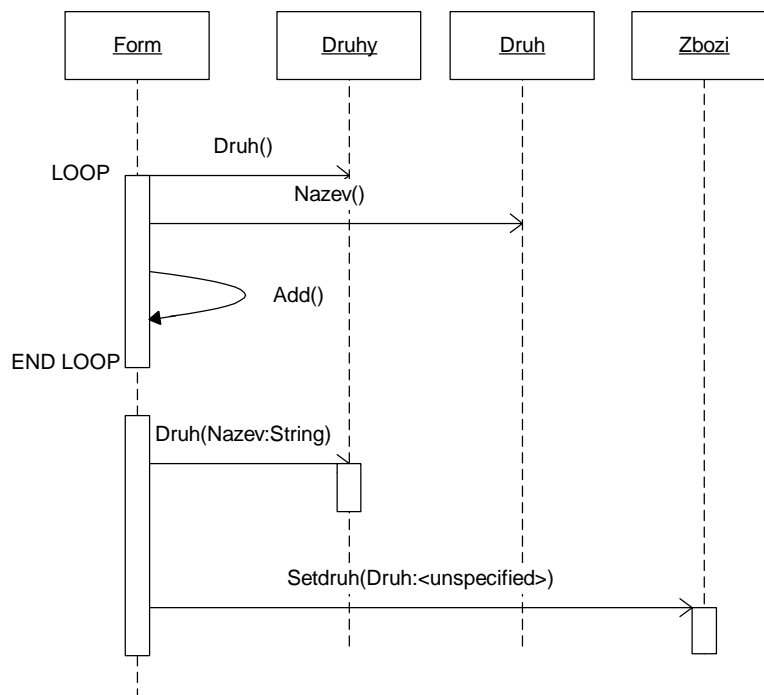 Form
Druhy
Druh
Zbozi
Druh()
LOOP
Nazev()
Add()
END LOOP
Druh(Nazev:String)
Setdruh(Druh:<unspecified>)